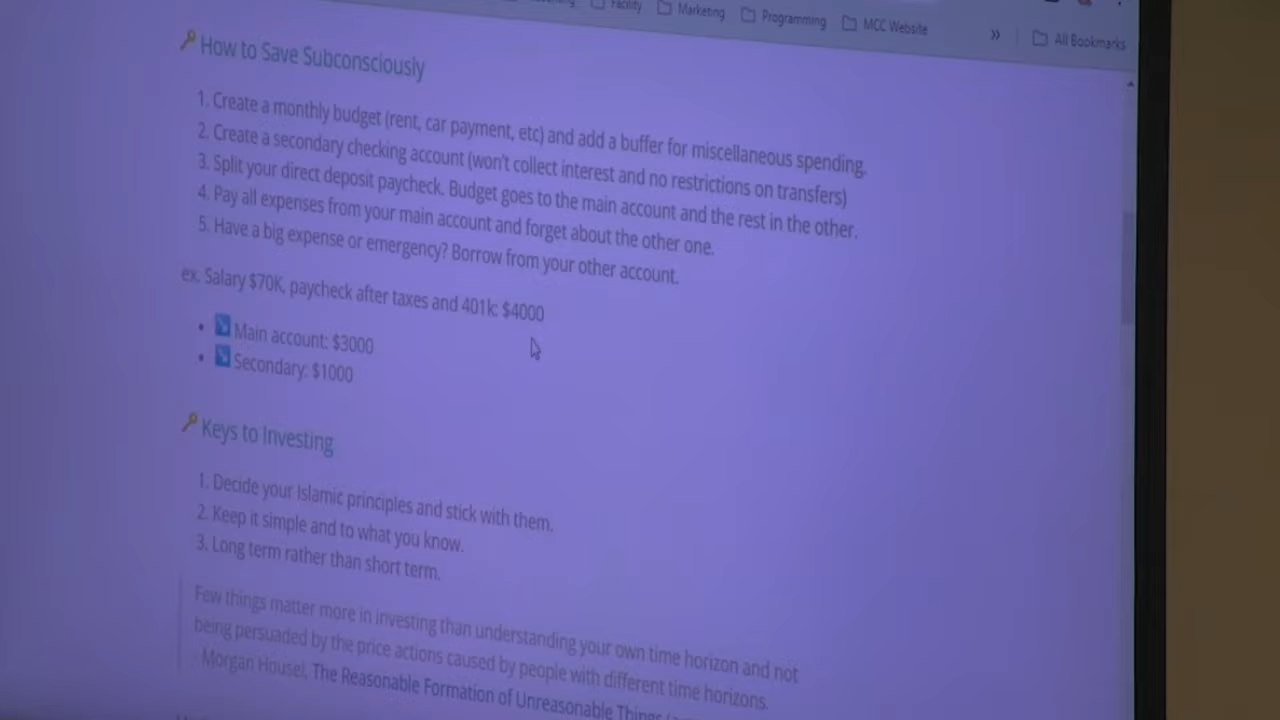 Facility Marketing Programming MCC Website » All Bookmarks
How to Save Subconsciously
1. Create a monthly budget (rent, car payment, etc) and add a buffer for miscellaneous spending.
2. Create a secondary checking account (won't collect interest and no restrictions on transfers)
3. Split your direct deposit paycheck. Budget goes to the main account and the rest in the other.
4. Pay all expenses from your main account and forget about the other one.
5. Have a big expense or emergency? Borrow from your other account.
ex. Salary $70K, paycheck after taxes and 401k: $4000
• Main account: $3000
• Secondary: $1000
Keys to Investing
1. Decide your Islamic principles and stick with them.
2. Keep it simple and to what you know.
3. Long term rather than short term.
Few things matter more in investing than understanding your own time horizon and not
being persuaded by the price actions caused by people with different time horizons.
- Morgan Housel, The Reasonable Formation of Unreasonable Things